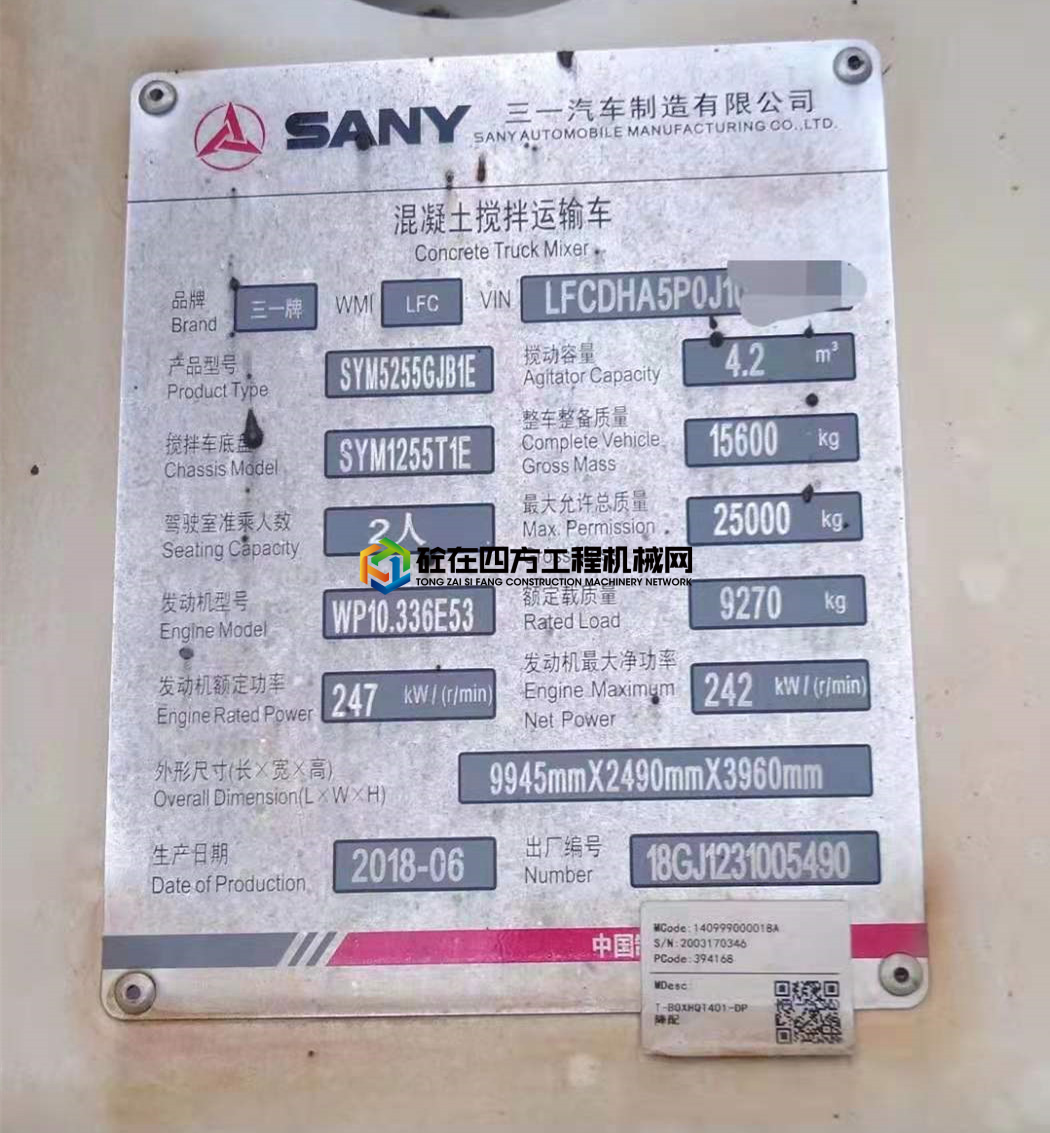 SANY
三一汽车制造有限公司
SANY AUTOMOBILE MANUFACTURING CO.,LTD.
混凝土搅拌运输车
Concrete Truck Mixer
品牌 三一牌 WMI LFC VIN LFCDHA5P0J1
Brand
产品型号 SYM5255GJB1E
Product Type
搅动容量 4.2 m³
Agitator Capacity
搅拌车底盘 SYM1255T1E
Chassis Model
整车整备质量 15600 kg
Complete Vehicle
Gross Mass
驾驶室准乘人数 2人
Seating Capacity
最大允许总质量 25000 kg
Max. Permission
砼在四方工程机械网
TONG ZAI SI FANG CONSTRUCTION MACHINERY NETWORK
发动机型号 WP10.336E53
Engine Model
额定载质量 9270 kg
Rated Load
发动机额定功率 247 kW/(r/min)
Engine Rated Power
发动机最大净功率 242 kW/(r/min)
Engine Maximum
Net Power
外形尺寸(长×宽×高) 9945mmX2490mmX3960mm
Overall Dimension(L×W×H)
生产日期 2018-06
Date of Production
出厂编号 18GJ1231005490
Number
中国
MCode:140999000018A
S/N:2003170346
PCode:394168
MDesc:
T-BQXHQT401-DP
降配